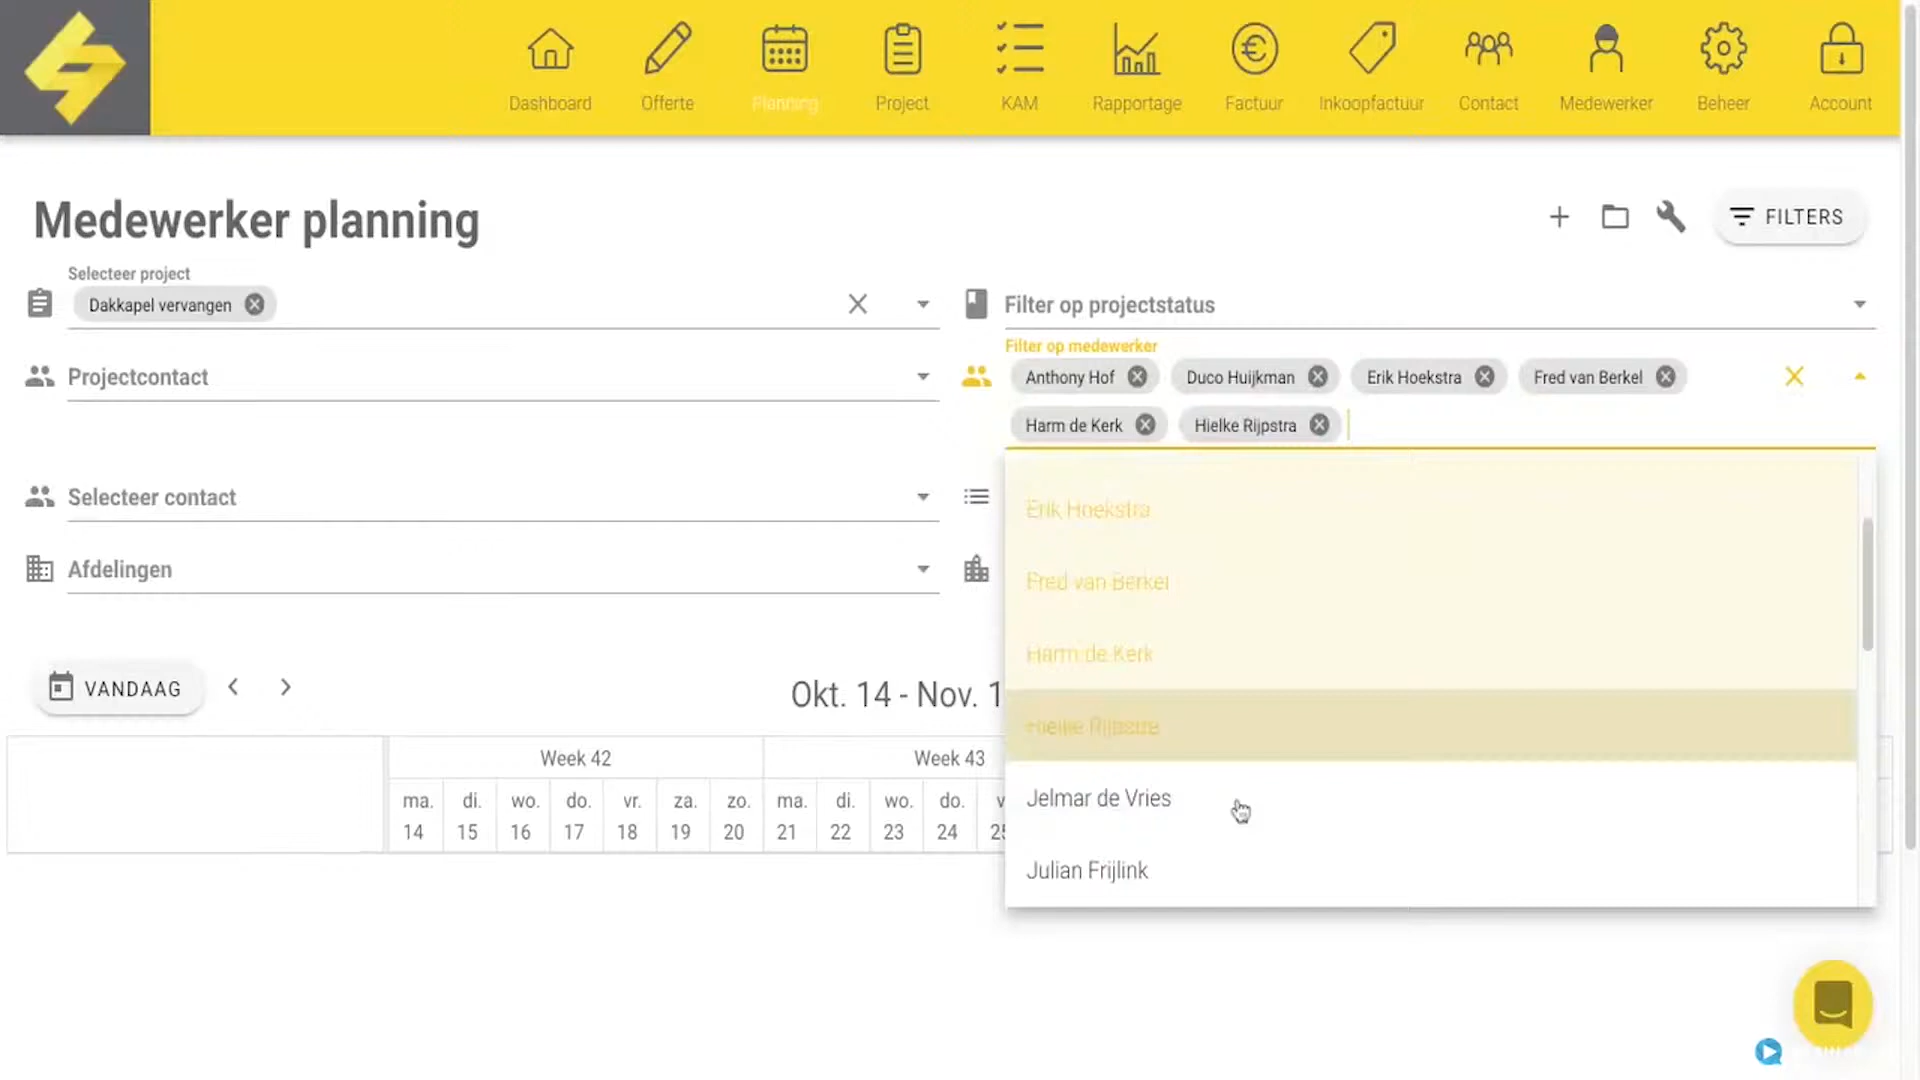 Dashboard Offerte Planning Project KAM Rapportage Factuur Inkoopfactuur Contact Medewerker Beheer Account
Medewerker planning
FILTERS
Selecteer project
Dakkapel vervangen
Filter op projectstatus
Projectcontact
Filter op medewerker
Anthony Hof Duco Huijkman Erik Hoekstra Fred van Berkel
Harm de Kerk Hielke Rijpstra
Selecteer contact
Afdelingen
Erik Hoekstra
Fred van Berkel
Harm de Kerk
Hielke Rijpstra
Jelmar de Vries
Julian Frijlink
VANDAAG
Okt. 14 - Nov. 1
Week 42 Week 43
ma. di. wo. do. vr. za. zo. ma. di. wo. do. v
14 15 16 17 18 19 20 21 22 23 24 25